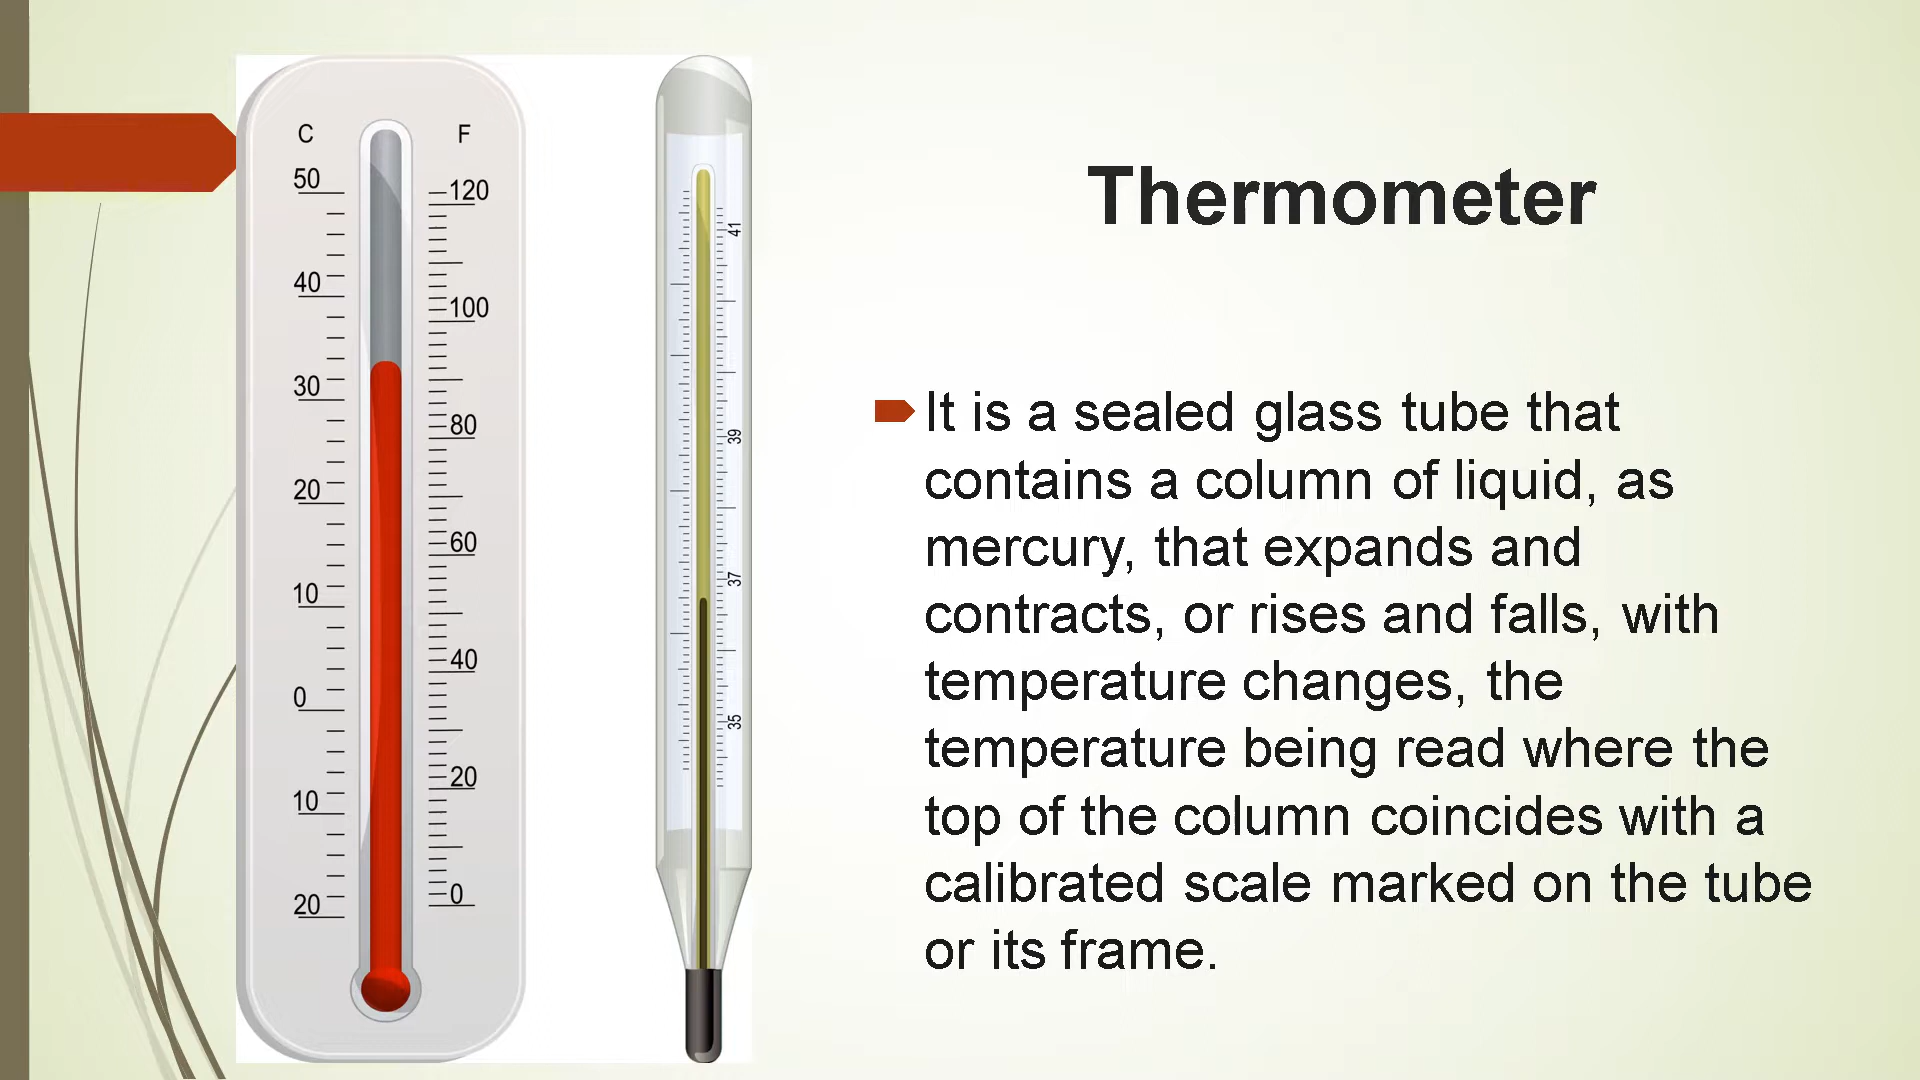 Thermometer
It is a sealed glass tube that
contains a column of liquid, as
mercury, that expands and
contracts, or rises and falls, with
temperature changes, the
temperature being read where the
top of the column coincides with a
calibrated scale marked on the tube
or its frame.
C F
50 120
40 100
30 80
20 60
10 40
0 20
10 0
20
41
39
37
35